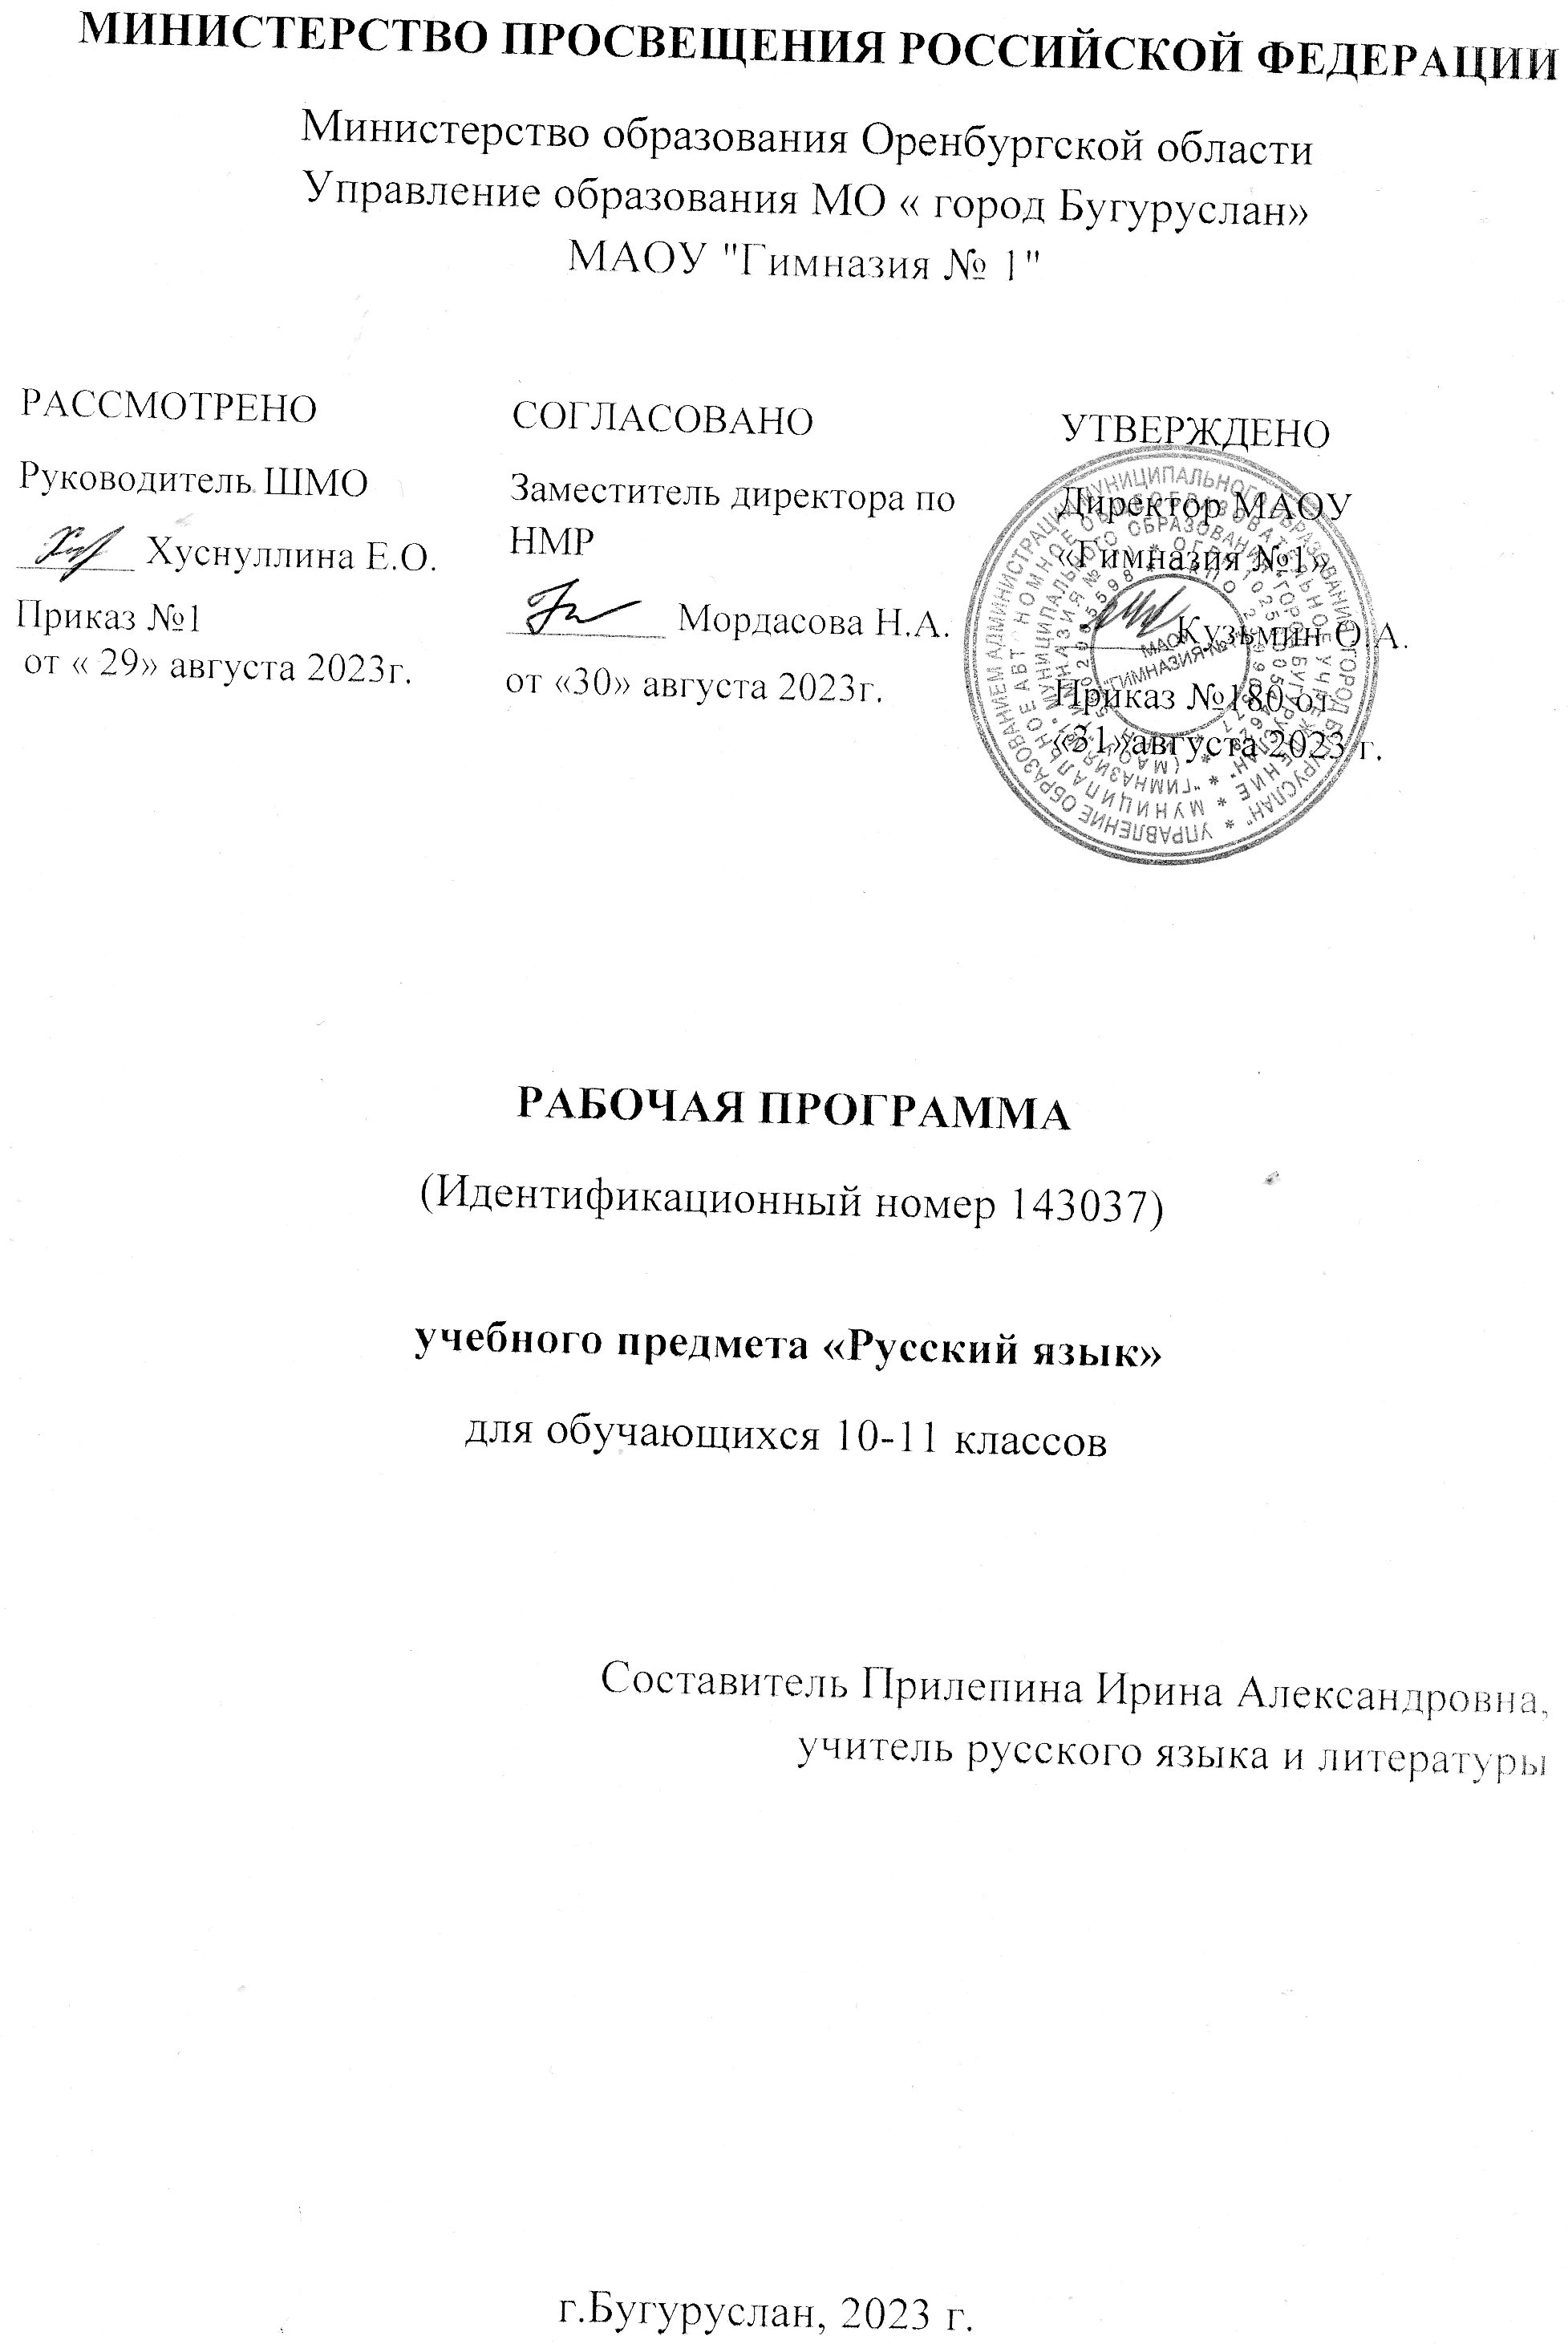 МИНИСТЕРСТВО ПРОСВЕЩЕНИЯ РОССИЙСКОЙ ФЕДЕРАЦИИ
Министерство образования Оренбургской области
Управление образования МО « город Бугуруслан»
МАОУ "Гимназия № 1"
РАССМОТРЕНО
Руководитель ШМО
Хуснуллина Е.О.
Приказ №1
от « 29» августа 2023г.
СОГЛАСОВАНО
Заместитель директора по
НМР
Мордасова Н.А.
от «30» августа 2023г.
УТВЕРЖДЕНО
Директор МАОУ
«Гимназия №1»
Кузьмин О.А.
Приказ №180 от
«31»августа 2023 г.
МАОУ
"ГИМНАЗИЯ №
РАБОЧАЯ ПРОГРАММА
(Идентификационный номер 143037)
учебного предмета «Русский язык»
для обучающихся 10-11 классов
Составитель Прилепина Ирина Александровна,
учитель русского языка и литературы
г.Бугуруслан, 2023 г.